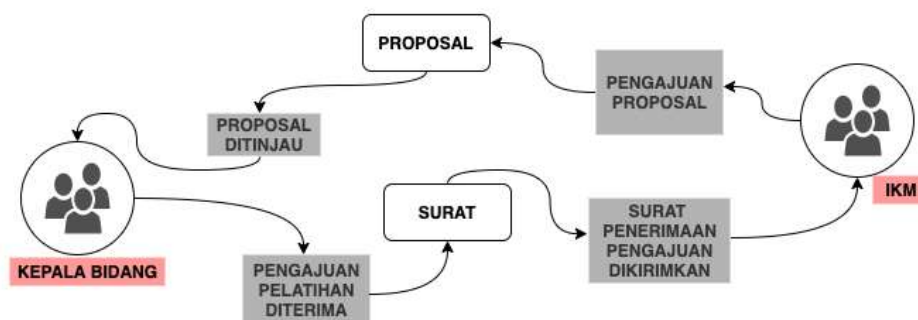 PROPOSAL
PENGAJUAN
PROPOSAL
PROPOSAL
DITINJAU
IKM
SURAT
SURAT
PENERIMAAN
PENGAJUAN
DIKIRIMKAN
KEPALA BIDANG
PENGAJUAN
PELATIHAN
DITERIMA